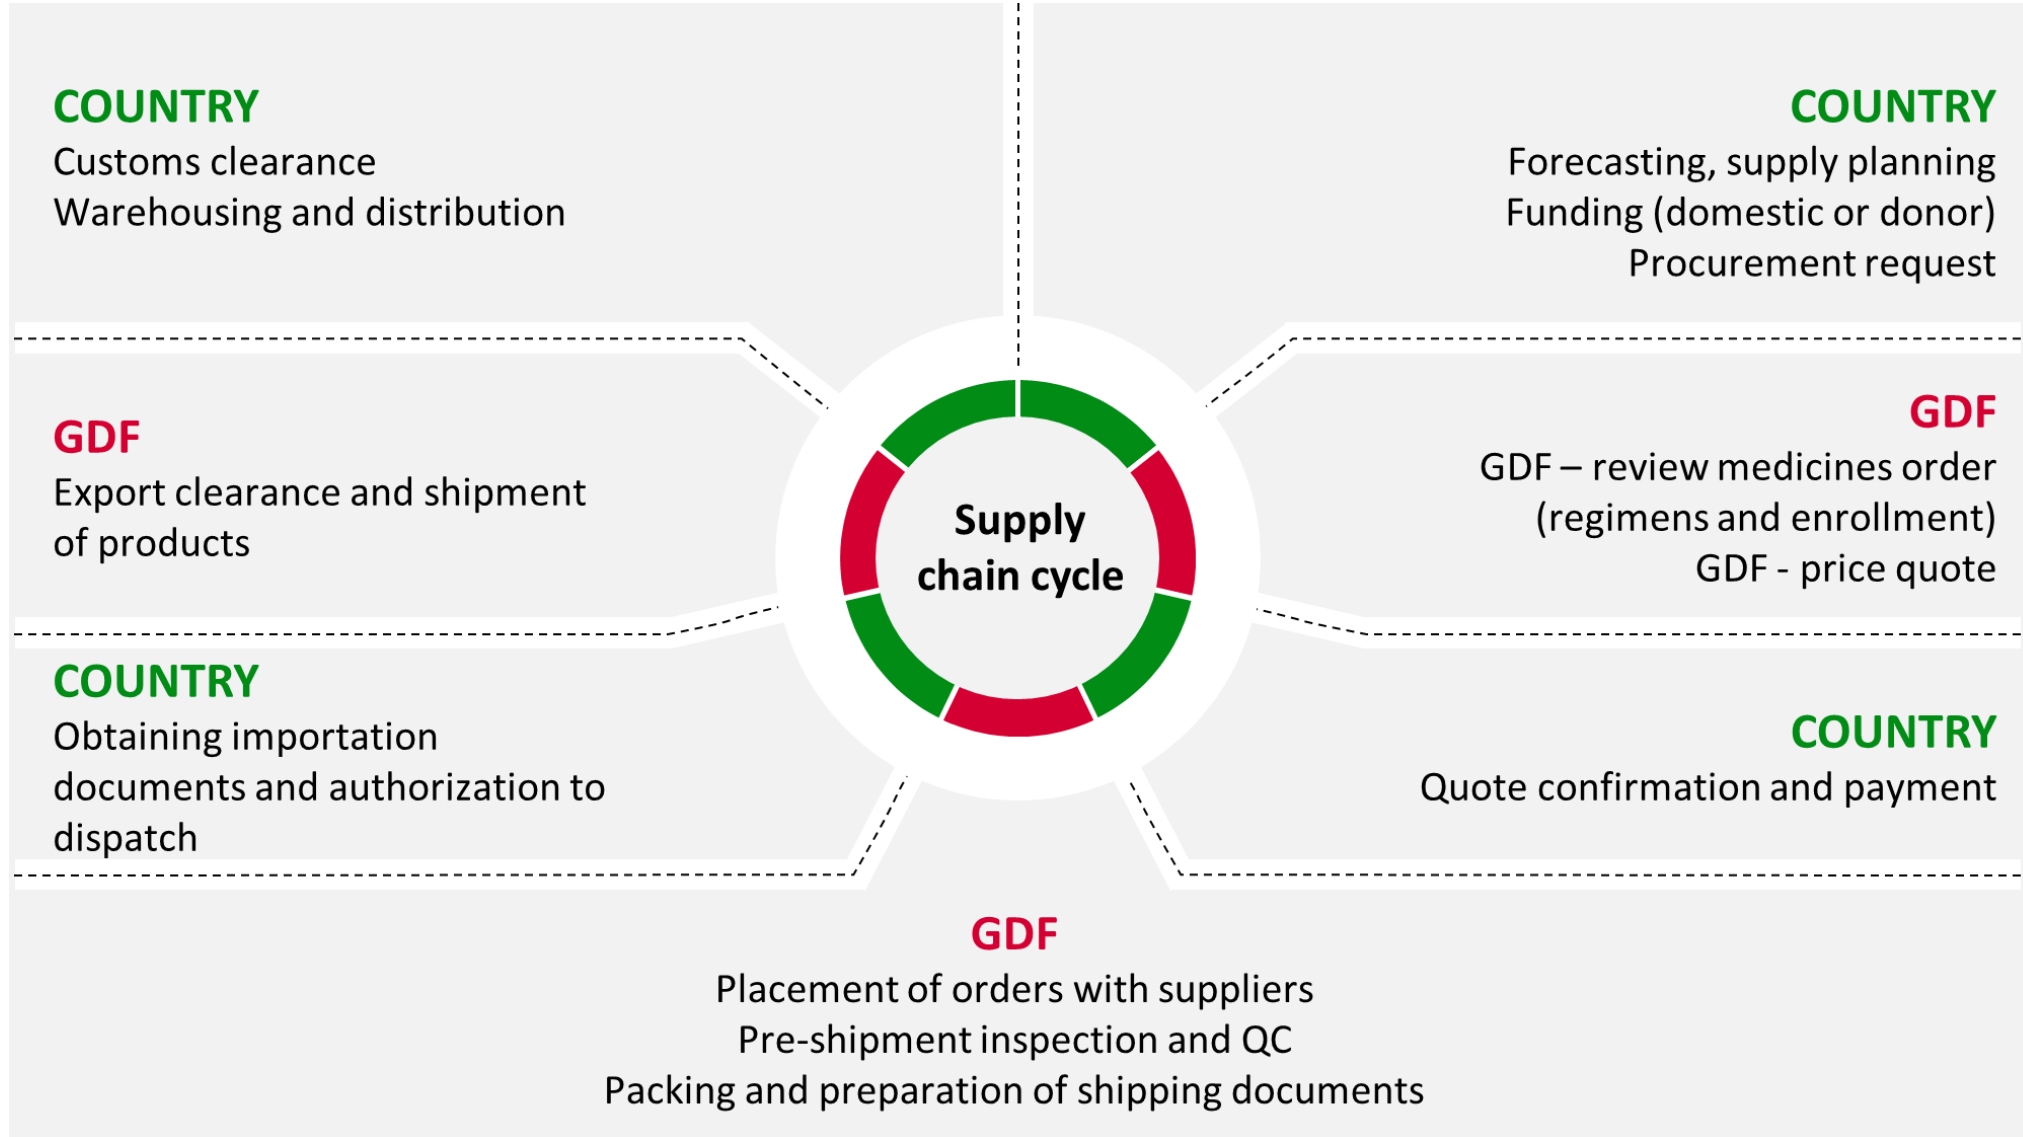 COUNTRY
Customs clearance
Warehousing and distribution
COUNTRY
Forecasting, supply planning
Funding (domestic or donor)
Procurement request
GDF
Export clearance and shipment
of products
GDF
GDF – review medicines order
(regimens and enrollment)
GDF - price quote
Supply
chain cycle
COUNTRY
Obtaining importation
documents and authorization to
dispatch
COUNTRY
Quote confirmation and payment
GDF
Placement of orders with suppliers
Pre-shipment inspection and QC
Packing and preparation of shipping documents